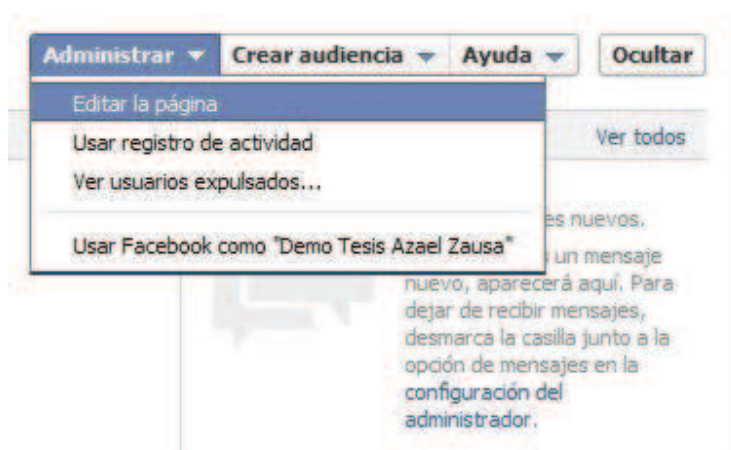 Administrar Crear audiencia Ayuda Ocultar
Editar la página
Usar registro de actividad
Ver todos
Ver usuarios expulsados...
es nuevos.
Usar Facebook como "Demo Tesis Azael Zausa"
un mensaje
nuevo, aparecerá aquí. Para
dejar de recibir mensajes,
desmarca la casilla junto a la
opción de mensajes en la
configuración del
administrador.